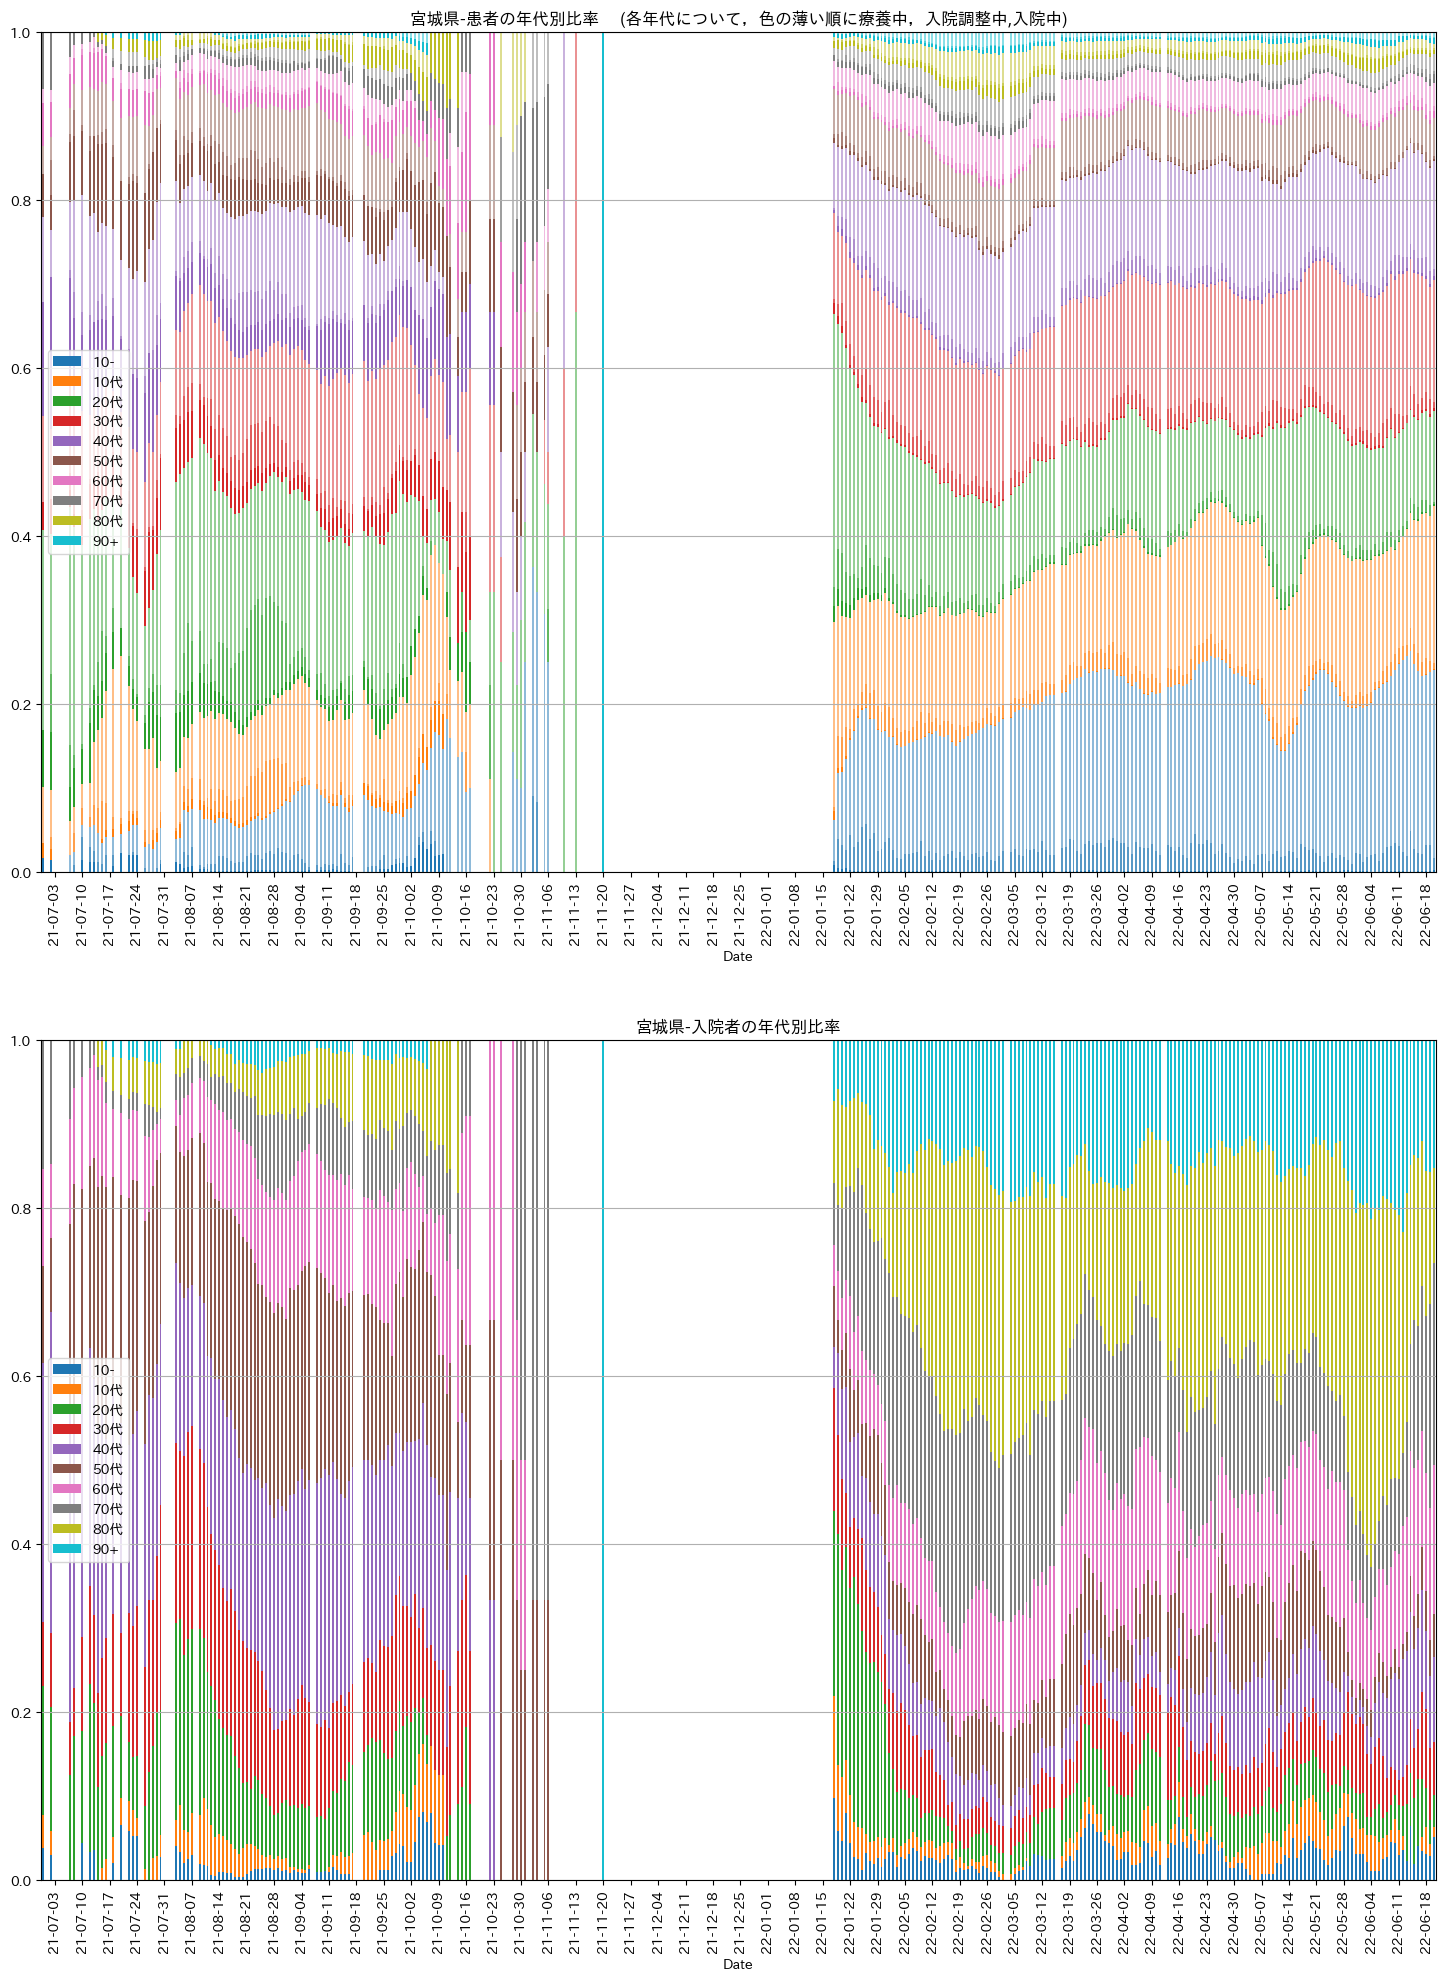 宮城県-患者の年代別比率　(各年代について，色の薄い順に療養中，入院調整中,入院中)
1.0
0.8
0.6
0.4
0.2
0.0
10-
10代
20代
30代
40代
50代
60代
70代
80代
90+
21-07-03 21-07-10 21-07-17 21-07-24 21-07-31 21-08-07 21-08-14 21-08-21 21-08-28 21-09-04 21-09-11 21-09-18 21-09-25 21-10-02 21-10-09 21-10-16 21-10-23 21-10-30 21-11-06 21-11-13 21-11-20 21-11-27 21-12-04 21-12-11 21-12-18 21-12-25 22-01-01 22-01-08 22-01-15 22-01-22 22-01-29 22-02-05 22-02-12 22-02-19 22-02-26 22-03-05 22-03-12 22-03-19 22-03-26 22-04-02 22-04-09 22-04-16 22-04-23 22-04-30 22-05-07 22-05-14 22-05-21 22-05-28 22-06-04 22-06-11 22-06-18
Date
宮城県-入院者の年代別比率
1.0
0.8
0.6
0.4
0.2
0.0
10-
10代
20代
30代
40代
50代
60代
70代
80代
90+
21-07-03 21-07-10 21-07-17 21-07-24 21-07-31 21-08-07 21-08-14 21-08-21 21-08-28 21-09-04 21-09-11 21-09-18 21-09-25 21-10-02 21-10-09 21-10-16 21-10-23 21-10-30 21-11-06 21-11-13 21-11-20 21-11-27 21-12-04 21-12-11 21-12-18 21-12-25 22-01-01 22-01-08 22-01-15 22-01-22 22-01-29 22-02-05 22-02-12 22-02-19 22-02-26 22-03-05 22-03-12 22-03-19 22-03-26 22-04-02 22-04-09 22-04-16 22-04-23 22-04-30 22-05-07 22-05-14 22-05-21 22-05-28 22-06-04 22-06-11 22-06-18
Date